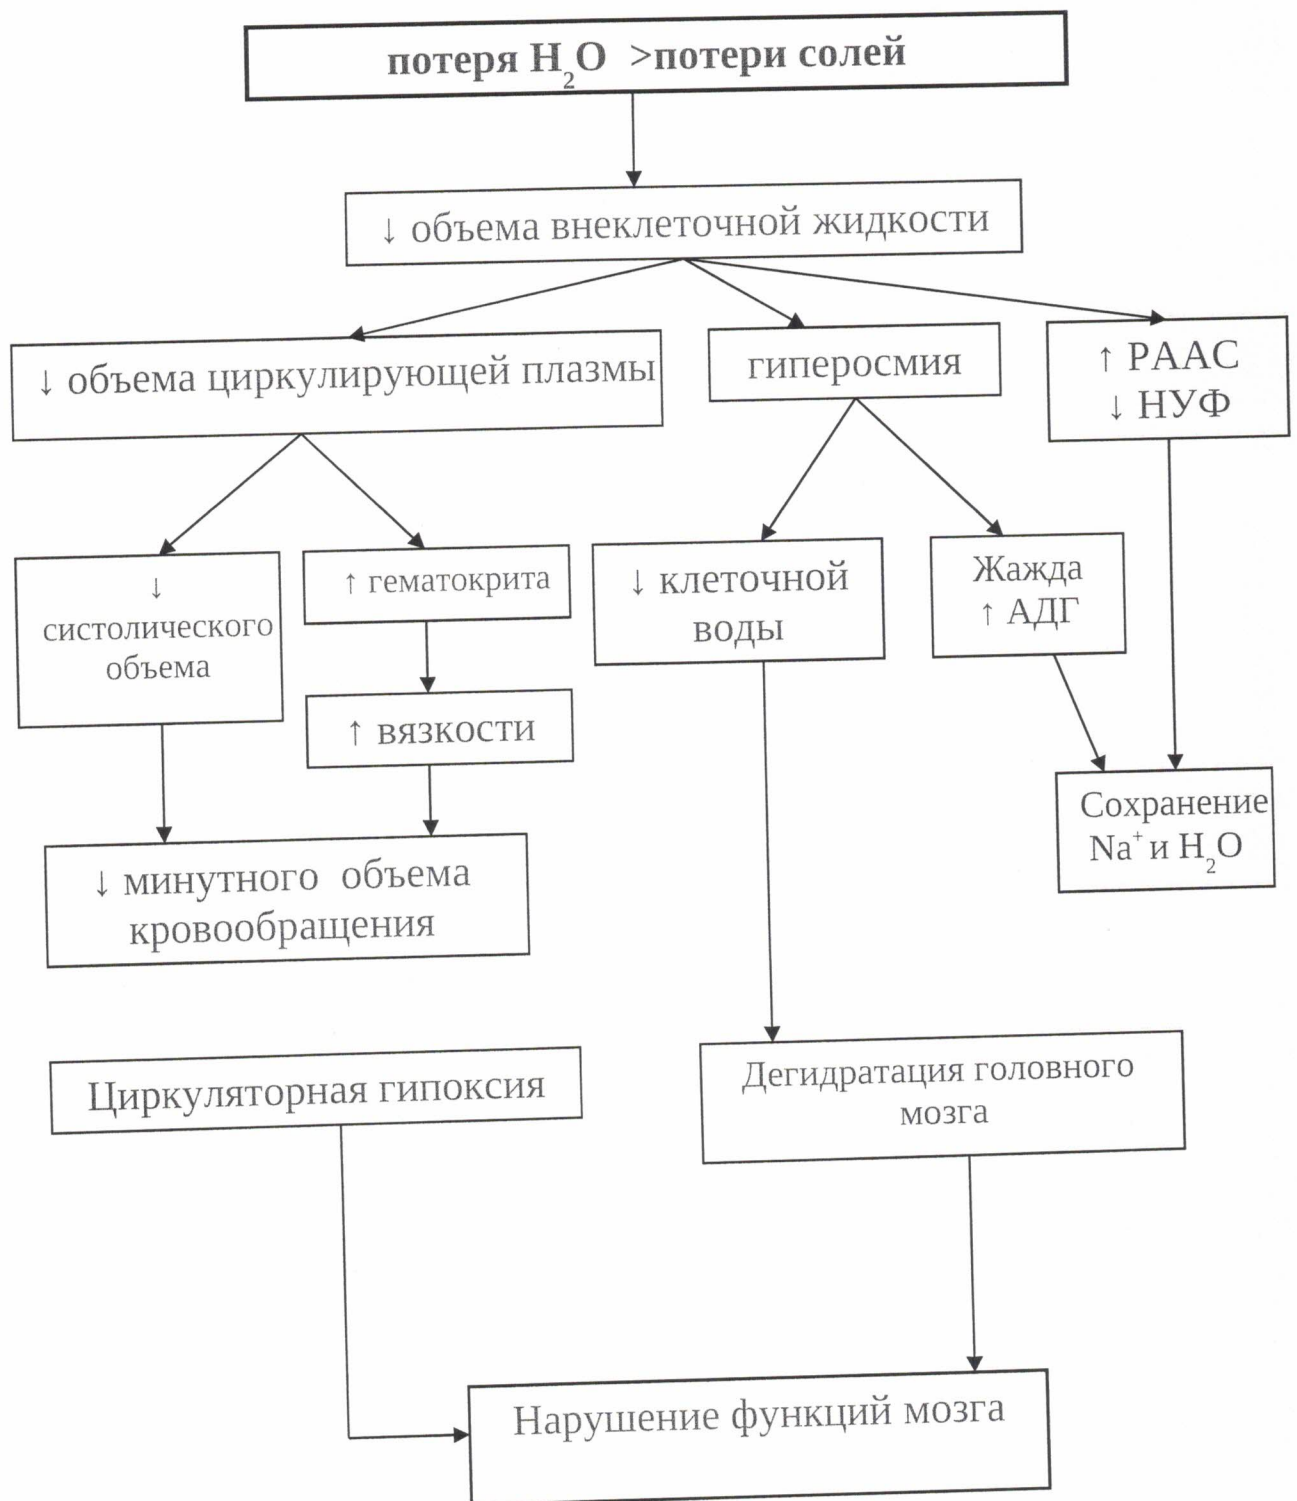 потеря H₂O >потери солей
↓ объема внеклеточной жидкости
↓ объема циркулирующей плазмы
гиперосмия
↑ РААС
↓ НУФ
↓
систолического
объема
↑ гематокрита
↑ вязкости
↓ клеточной
воды
Жажда
↑ АДГ
Сохранение
Na⁺ и H₂O
↓ минутного объема
кровообращения
Циркуляторная гипоксия
Дегидратация головного
мозга
Нарушение функций мозга